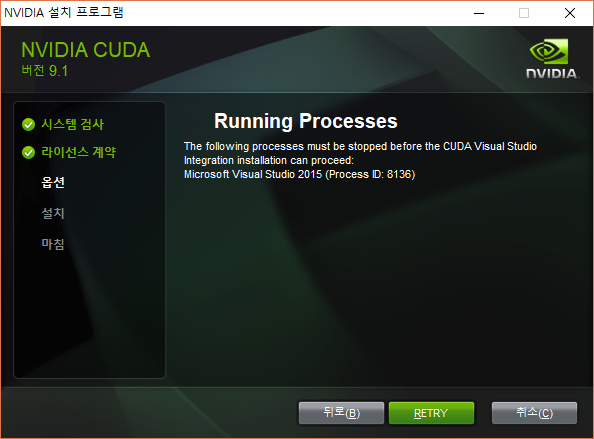 NVIDIA 설치 프로그램
NVIDIA CUDA
버전 9.1
NVIDIA.
시스템 검사
라이선스 계약
옵션
설치
마침
Running Processes
The following processes must be stopped before the CUDA Visual Studio
Integration installation can proceed:
Microsoft Visual Studio 2015 (Process ID: 8136)
뒤로(B)
RETRY
취소(C)